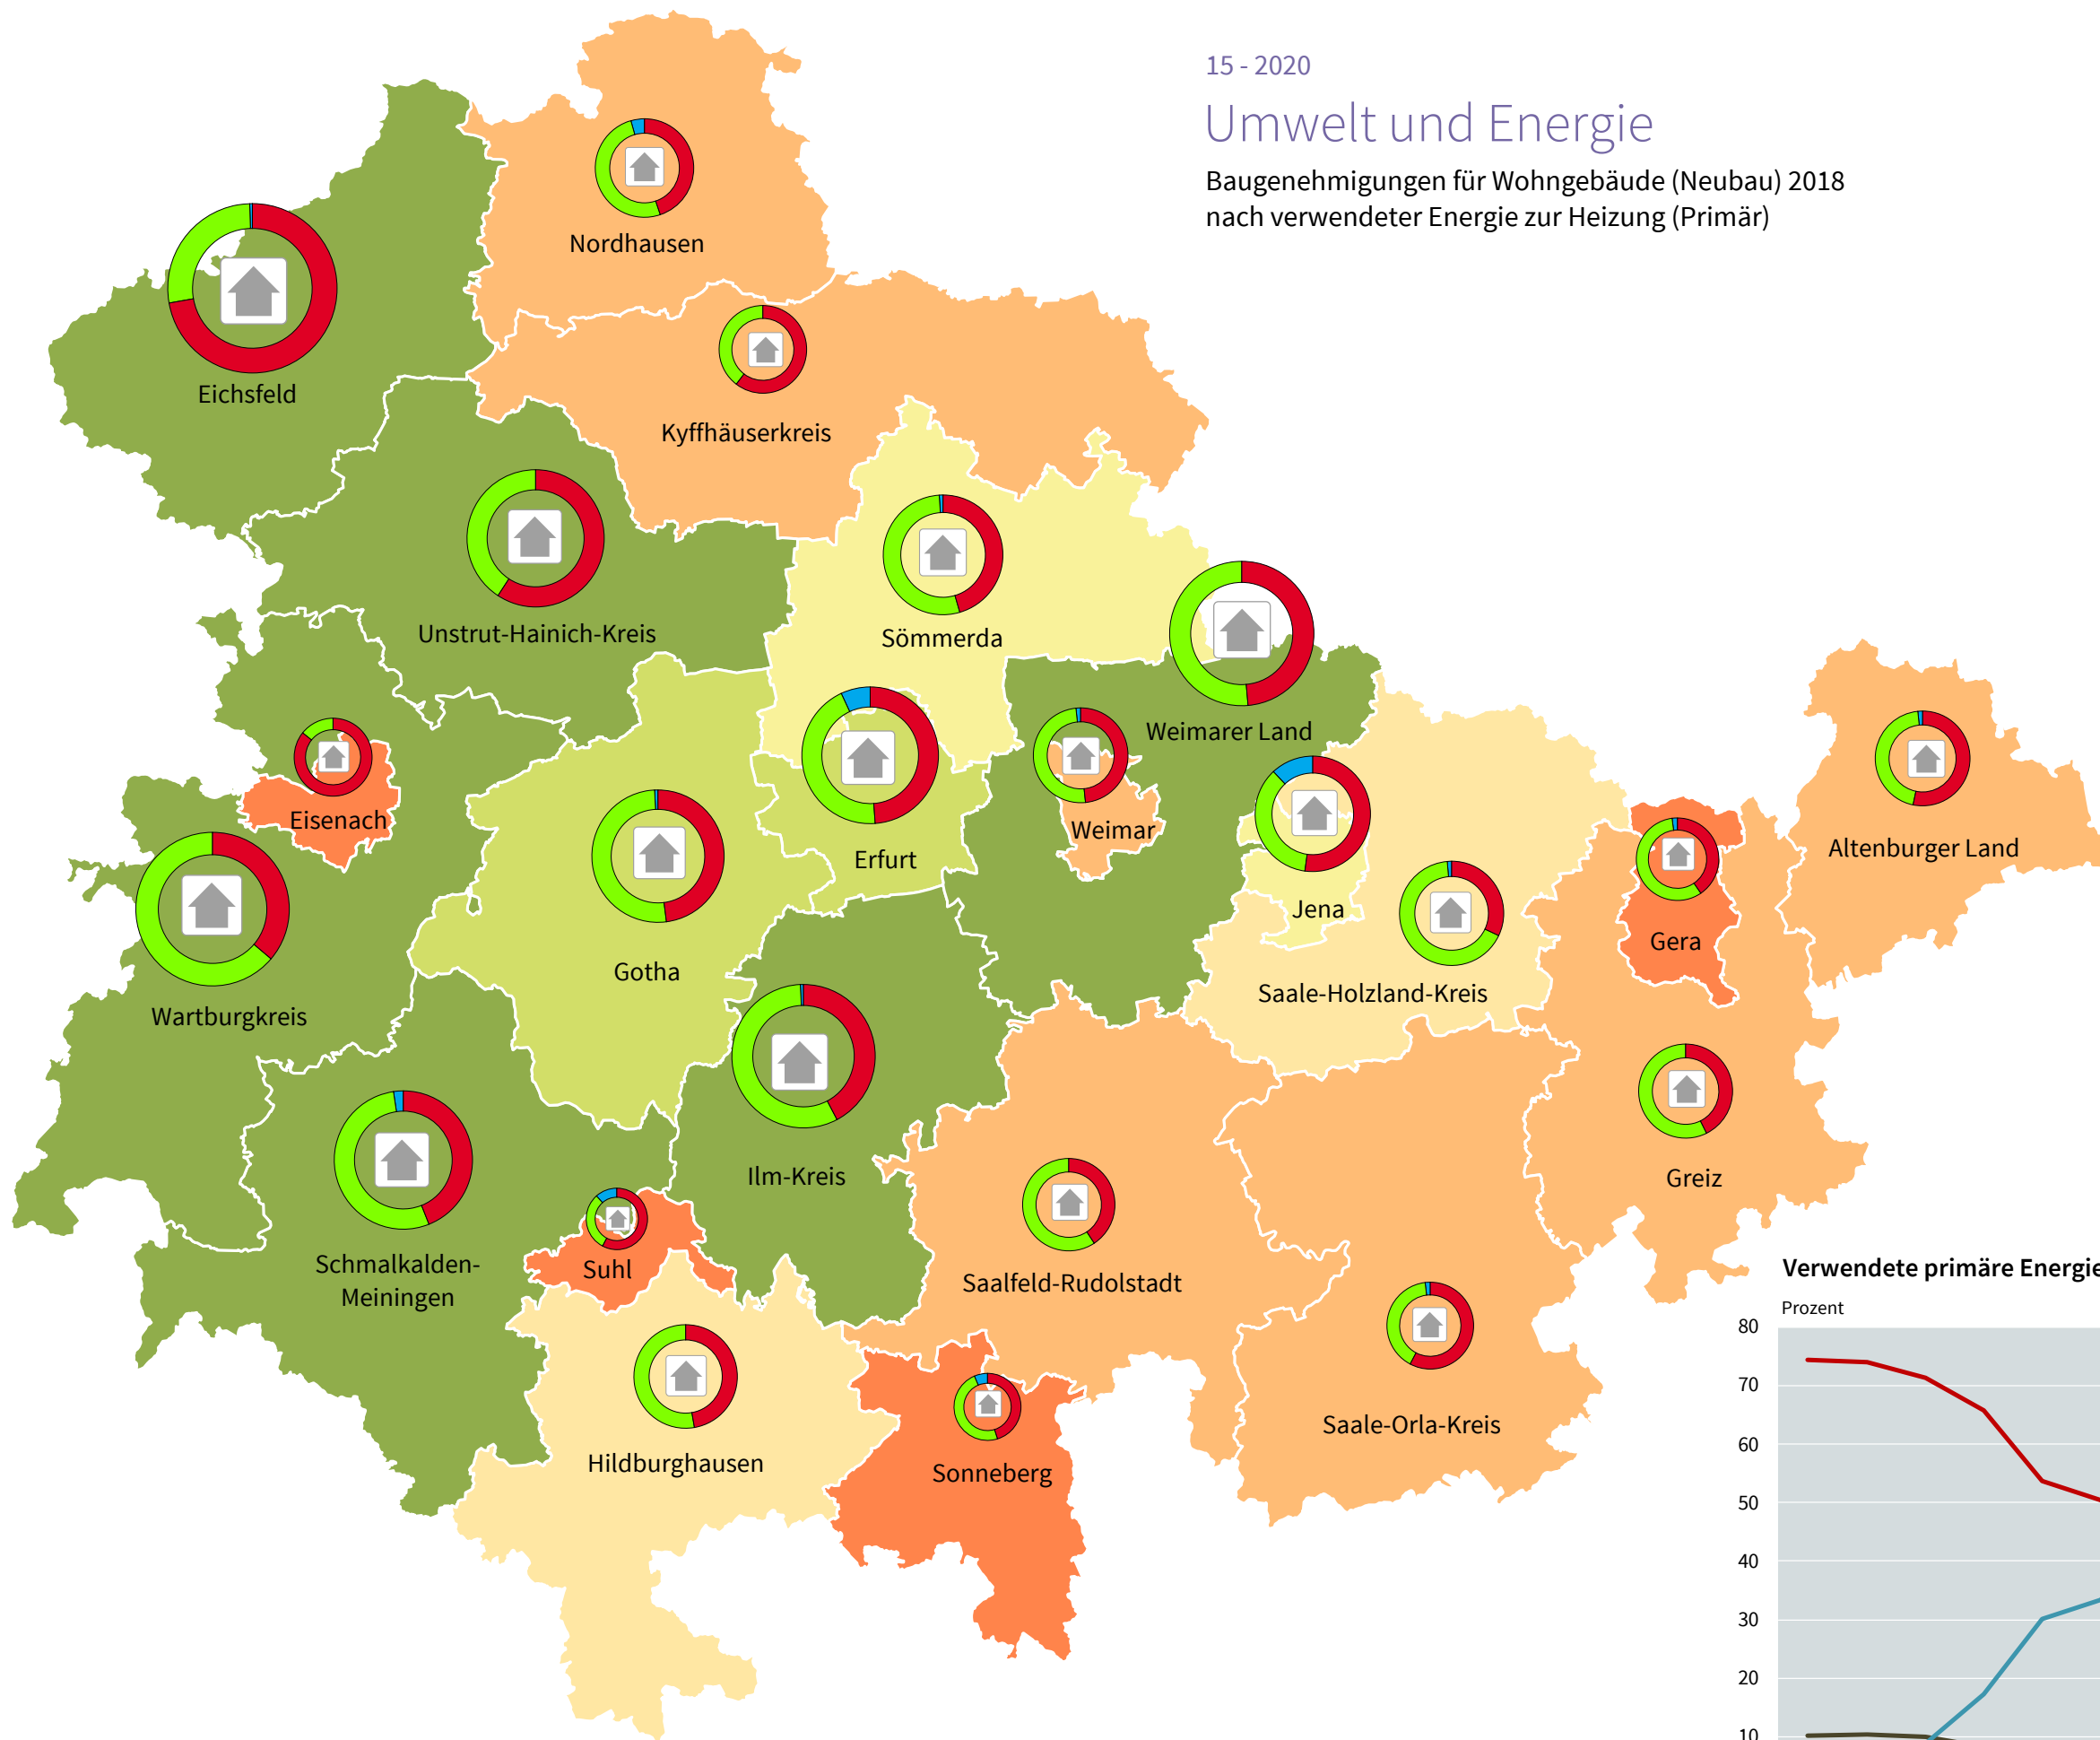 15 - 2020
Umwelt und Energie
Baugenehmigungen für Wohngebäude (Neubau) 2018
nach verwendeter Energie zur Heizung (Primär)
Nordhausen
Eichsfeld
Kyffhäuserkreis
Unstrut-Hainich-Kreis
Sömmerda
Weimarer Land
Eisenach
Weimar
Altenburger Land
Erfurt
Jena
Gera
Gotha
Saale-Holzland-Kreis
Wartburgkreis
Ilm-Kreis
Greiz
Schmalkalden-
Meiningen
Suhl
Saalfeld-Rudolstadt
Saale-Orla-Kreis
Hildburghausen
Sonneberg
Verwendete primäre Energie
Prozent
80
70
60
50
40
30
20
10